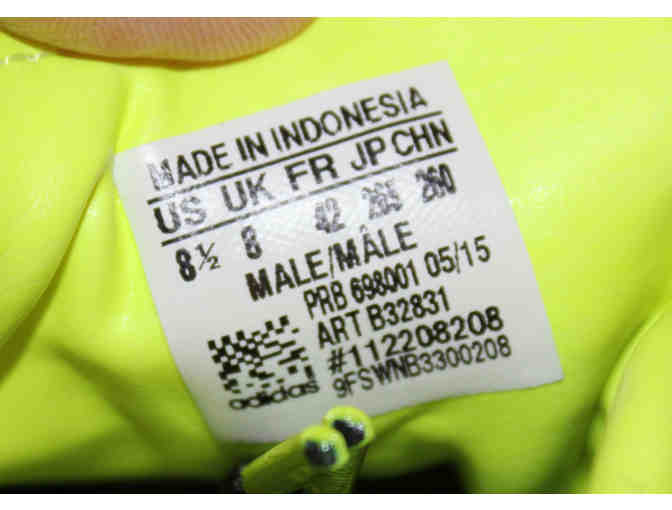 MADE IN INDONESIA
US UK FR JP CHN
8½ 8 42 265 260
MALE/MÂLE
PRB 698001 05/15
ART B32831
#112208208
9FSWNB3300208
adidas